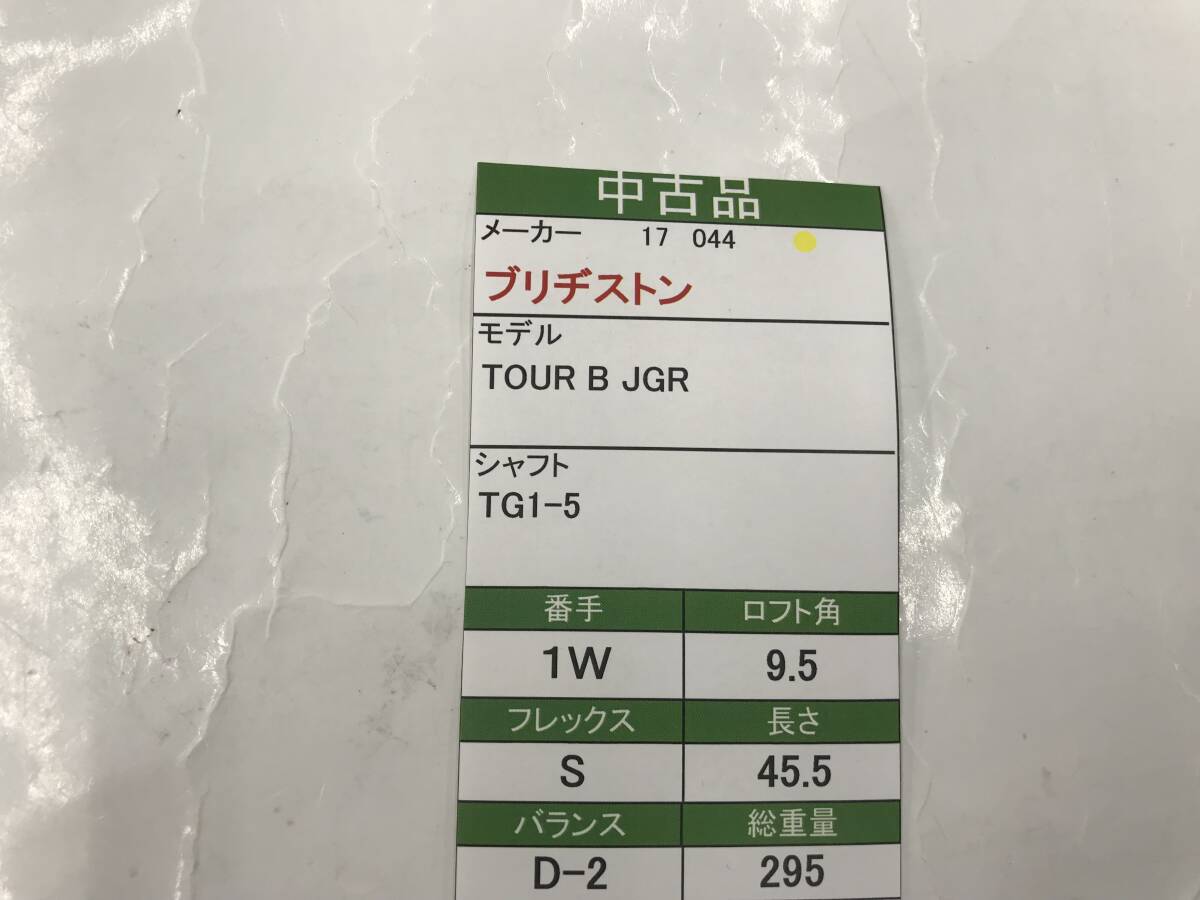 中古品
メーカー 17 044
ブリヂストン
モデル
TOUR B JGR
シャフト
TG1-5
番手 ロフト角
1W 9.5
フレックス 長さ
S 45.5
バランス 総重量
D-2 295